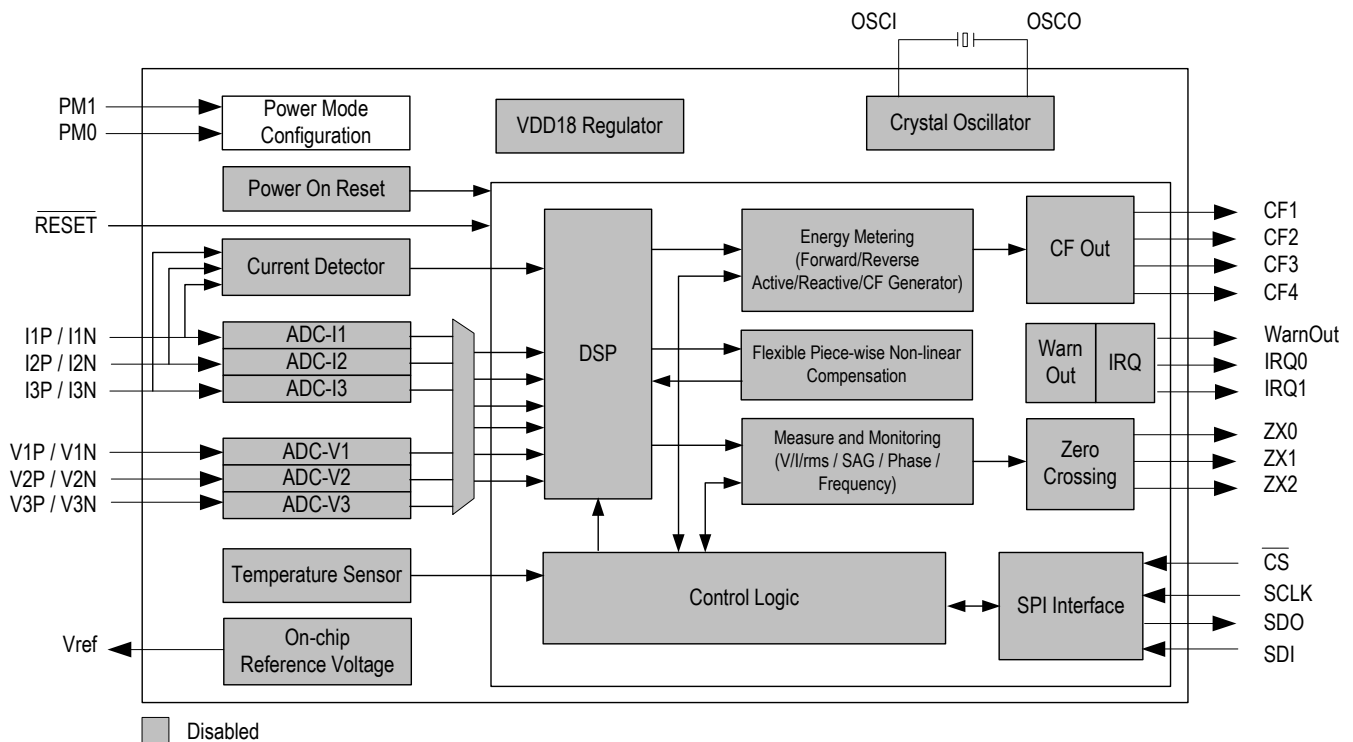 OSCI
OSCO
PM1
PM0
Power Mode
Configuration
VDD18 Regulator
Crystal Oscillator
Power On Reset
RESET
Current Detector
I1P / I1N
I2P / I2N
I3P / I3N
ADC-I1
ADC-I2
ADC-I3
V1P / V1N
V2P / V2N
V3P / V3N
ADC-V1
ADC-V2
ADC-V3
Temperature Sensor
Vref
On-chip
Reference Voltage
DSP
Energy Metering
(Forward/Reverse
Active/Reactive/CF Generator)
Flexible Piece-wise Non-linear
Compensation
Measure and Monitoring
(V/I/rms / SAG / Phase /
Frequency)
Control Logic
CF Out
CF1
CF2
CF3
CF4
Warn
Out
IRQ
WarnOut
IRQ0
IRQ1
Zero
Crossing
ZX0
ZX1
ZX2
SPI Interface
CS
SCLK
SDO
SDI
Disabled